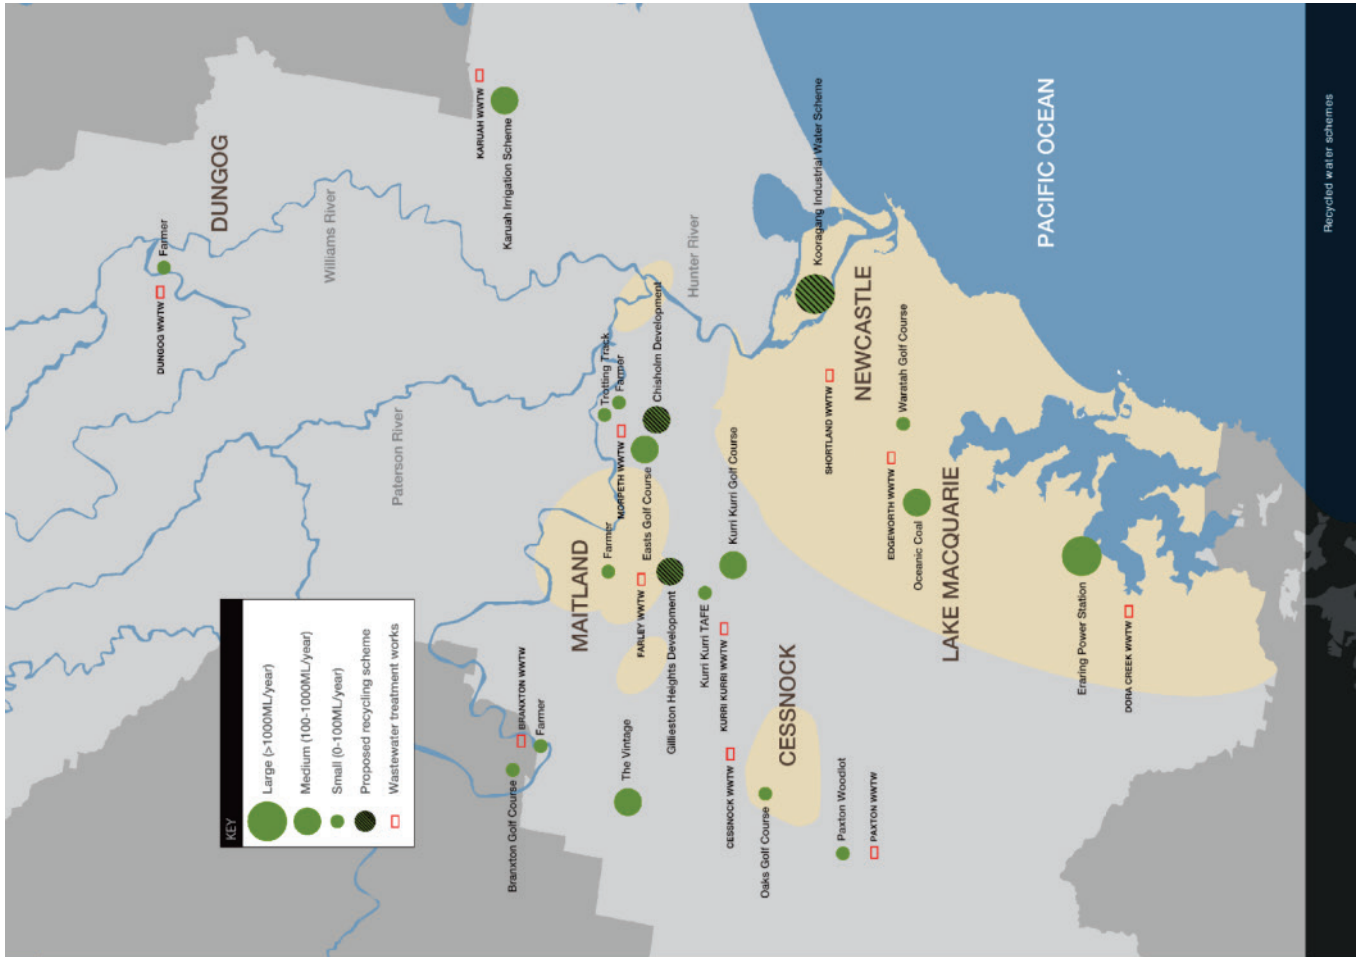 KEY
Large (>1000ML/year)
Medium (100-1000ML/year)
Small (0-100ML/year)
Proposed recycling scheme
Wastewater treatment works
DUNGOG
DUNGOG WWTW
Farmer
Williams River
Paterson River
KARUAH WWTW
Karuah Irrigation Scheme
Branxton Golf Course
BRANXTON WWTW
Farmer
MAITLAND
Farmer
Trotting Track
Farmer
MORPETH WWTW
Easts Golf Course
Chisholm Development
Hunter River
FARLEY WWTW
Gillieston Heights Development
The Vintage
Kurri Kurri TAFE
Kurri Kurri Golf Course
KURRI KURRI WWTW
CESSNOCK WWTW
Oaks Golf Course
CESSNOCK
Paxton Woodlot
PAXTON WWTW
Kooragang Industrial Water Scheme
SHORTLAND WWTW
NEWCASTLE
Waratah Golf Course
EDGEWORTH WWTW
Oceanic Coal
LAKE MACQUARIE
Eraring Power Station
DORA CREEK WWTW
PACIFIC OCEAN
Recycled water schemes